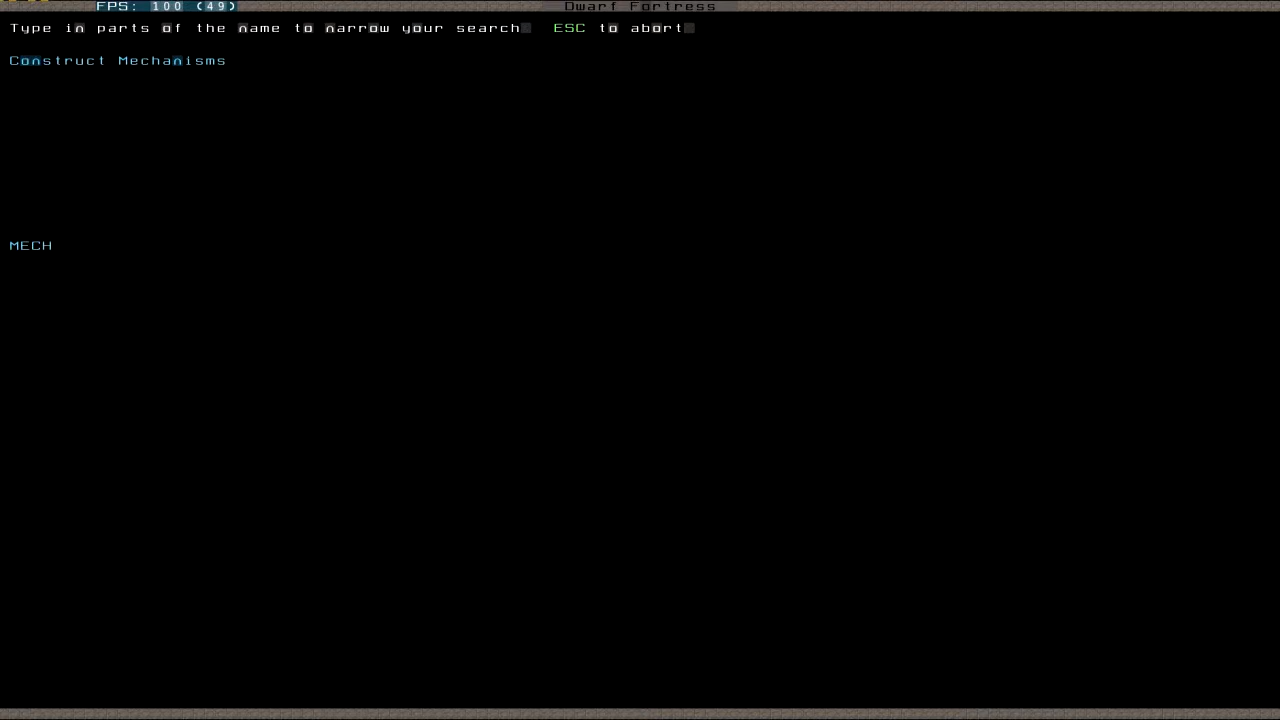 FPS: 100 (49)
Dwarf Fortress
Type in parts of the name to narrow your search. ESC to abort.
Construct Mechanisms
MECH